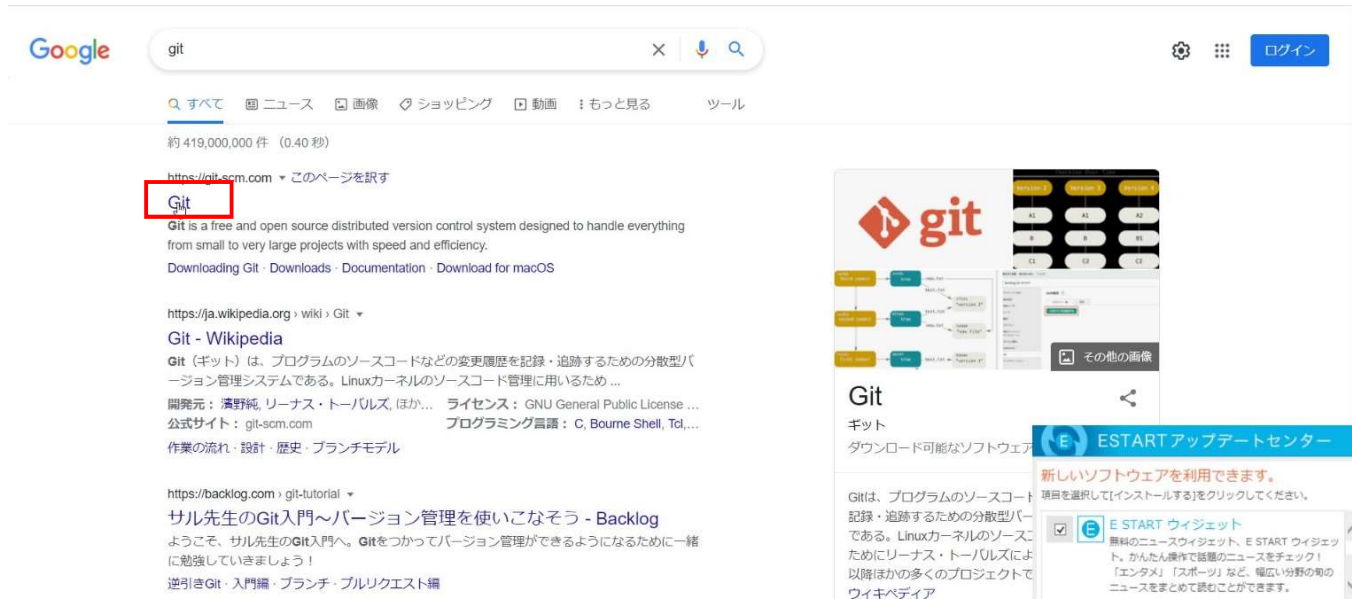 Google
git
ログイン
すべて
ニュース
画像
ショッピング
動画
もっと見る
ツール
約 419,000,000 件 （0.40 秒）
https://git-scm.com このページを訳す
Git
Git is a free and open source distributed version control system designed to handle everything
from small to very large projects with speed and efficiency.
Downloading Git · Downloads · Documentation · Download for macOS
https://ja.wikipedia.org › wiki › Git
Git - Wikipedia
Git（ギット）は、プログラムのソースコードなどの変更履歴を記録・追跡するための分散型バ
ージョン管理システムである。Linuxカーネルのソースコード管理に用いるため ...
開発元： 濱野純, リーナス・トーバルズ, ほか…
ライセンス： GNU General Public License ...
公式サイト： git-scm.com
プログラミング言語： C, Bourne Shell, Tcl,...
作業の流れ · 設計 · 歴史 · ブランチモデル
https://backlog.com › git-tutorial
サル先生のGit入門～バージョン管理を使いこなそう - Backlog
ようこそ、サル先生のGit入門へ。Gitをつかってバージョン管理ができるようになるために一緒
に勉強していきましょう！
逆引きGit · 入門編 · ブランチ · プルリクエスト編
git
その他の画像
Git
ギット
ダウンロード可能なソフトウェア
Gitは、プログラムのソースコード
記録・追跡するための分散型バー
である。Linuxカーネルのソースコ
ためにリーナス・トーバルズによ
以降ほかの多くのプロジェクトで
ウィキペディア
ESTARTアップデートセンター
新しいソフトウェアを利用できます。
項目を選択して[インストールする]をクリックしてください。
E START ウィジェット
無料のニュースウィジェット、E START ウィジェッ
ト。かんたん操作で話題のニュースをチェック！
「エンタメ」「スポーツ」など、幅広い分野の旬の
ニュースをまとめて読むことができます。